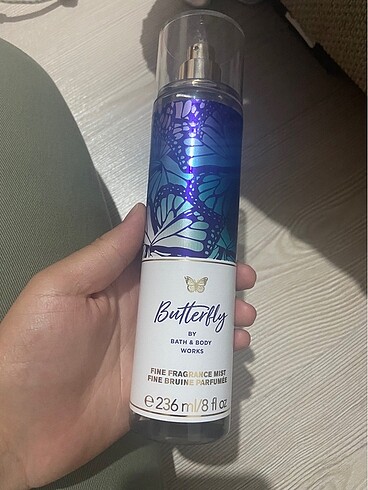 Butterfly
BY
BATH & BODY
WORKS
FINE FRAGRANCE MIST
FINE BRUINE PARFUMÉE
℮ 236 ml/8 fl oz